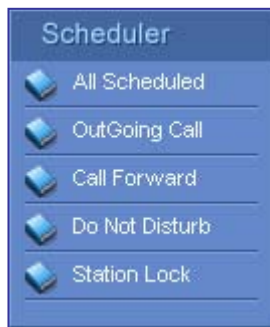 Scheduler
All Scheduled
OutGoing Call
Call Forward
Do Not Disturb
Station Lock